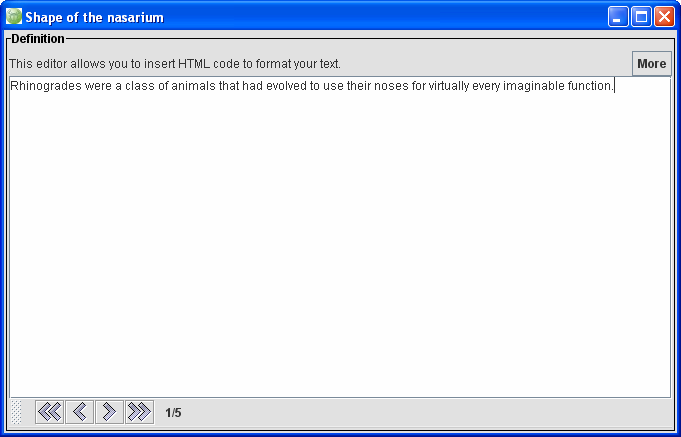 Shape of the nasarium
Definition
This editor allows you to insert HTML code to format your text.
More
Rhinogrades were a class of animals that had evolved to use their noses for virtually every imaginable function.
1/5